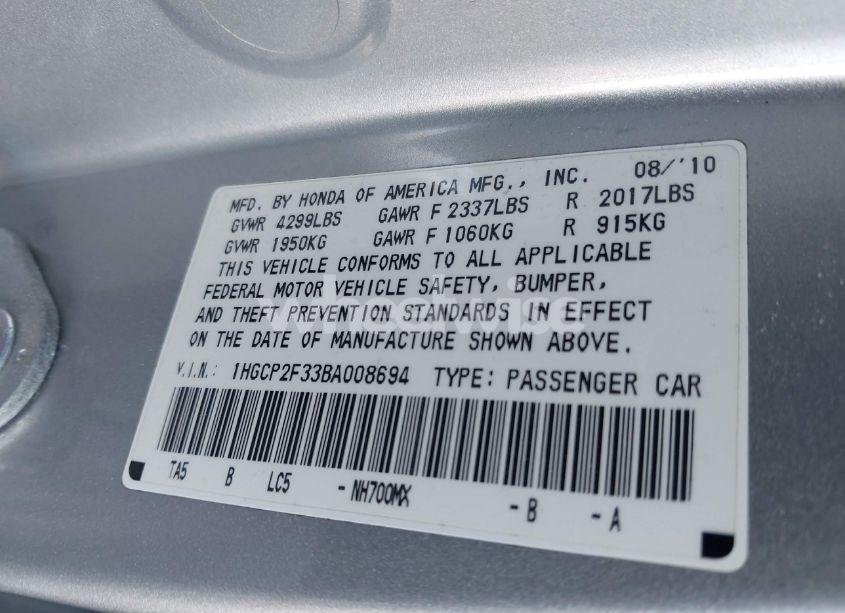 MFD. BY HONDA OF AMERICA MFG., INC. 08/'10
GVWR 4299LBS GAWR F 2337LBS R 2017LBS
GVWR 1950KG GAWR F 1060KG R 915KG
THIS VEHICLE CONFORMS TO ALL APPLICABLE
FEDERAL MOTOR VEHICLE SAFETY, BUMPER,
AND THEFT PREVENTION STANDARDS IN EFFECT
ON THE DATE OF MANUFACTURE SHOWN ABOVE.
V.I.N.: 1HGCP2F33BA008694 TYPE: PASSENGER CAR
TA5 B LC5 -NH700MX -B -A
wheelwise